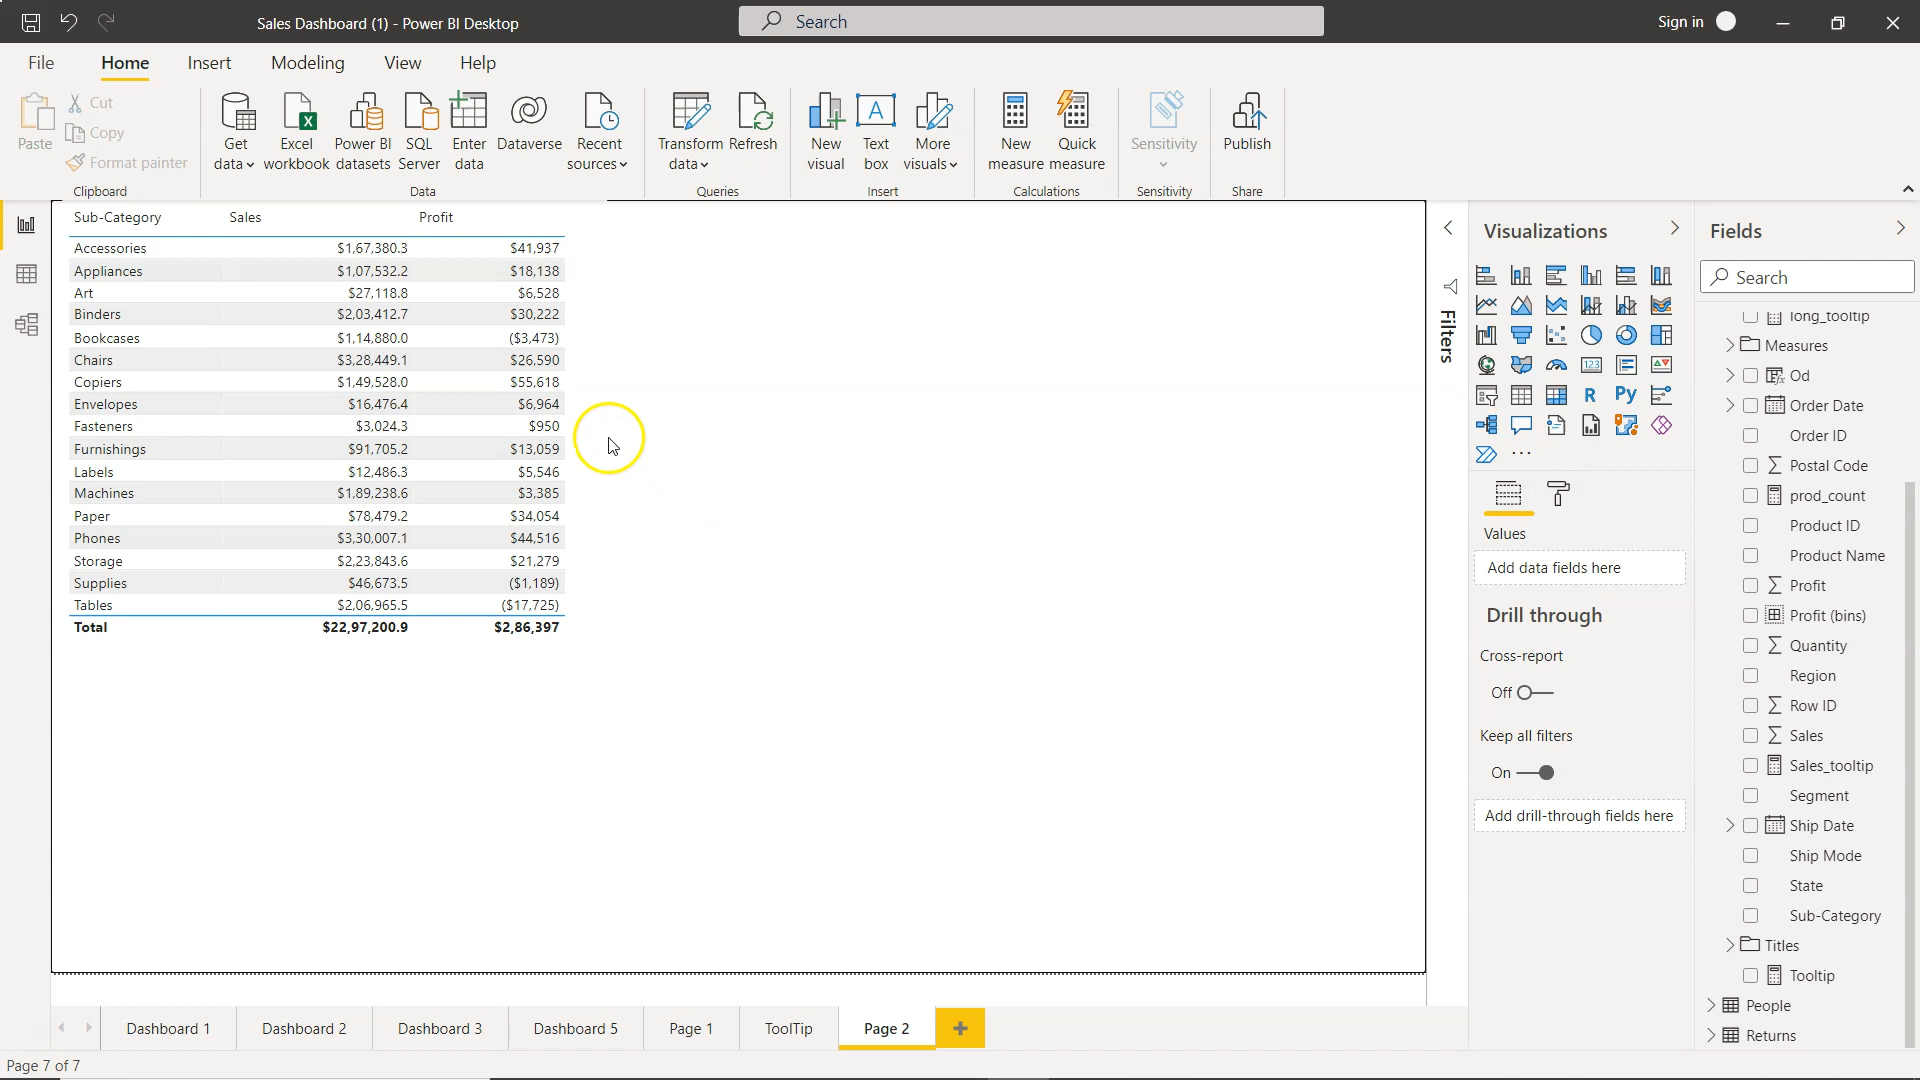 Sales Dashboard (1) - Power BI Desktop
Search
Sign in
File Home Insert Modeling View Help
Paste
Cut
Copy
Format painter
Clipboard
Get data
Excel workbook
Power BI datasets
SQL Server
Enter data
Dataverse
Recent sources
Data
Transform data
Refresh
Queries
New visual
Text box
More visuals
Insert
New measure
Quick measure
Calculations
Sensitivity
Sensitivity
Publish
Share
Sub-Category Sales Profit
Accessories $1,67,380.3 $41,937
Appliances $1,07,532.2 $18,138
Art $27,118.8 $6,528
Binders $2,03,412.7 $30,222
Bookcases $1,14,880.0 ($3,473)
Chairs $3,28,449.1 $26,590
Copiers $1,49,528.0 $55,618
Envelopes $16,476.4 $6,964
Fasteners $3,024.3 $950
Furnishings $91,705.2 $13,059
Labels $12,486.3 $5,546
Machines $1,89,238.6 $3,385
Paper $78,479.2 $34,054
Phones $3,30,007.1 $44,516
Storage $2,23,843.6 $21,279
Supplies $46,673.5 ($1,189)
Tables $2,06,965.5 ($17,725)
Total $22,97,200.9 $2,86,397
Filters
Visualizations
123
R
Py
...
Values
Add data fields here
Drill through
Cross-report
Off
Keep all filters
On
Add drill-through fields here
Fields
Search
long_tooltip
Measures
Od
Order Date
Order ID
Postal Code
prod_count
Product ID
Product Name
Profit
Profit (bins)
Quantity
Region
Row ID
Sales
Sales_tooltip
Segment
Ship Date
Ship Mode
State
Sub-Category
Titles
Tooltip
People
Returns
Dashboard 1 Dashboard 2 Dashboard 3 Dashboard 5 Page 1 ToolTip Page 2
Page 7 of 7